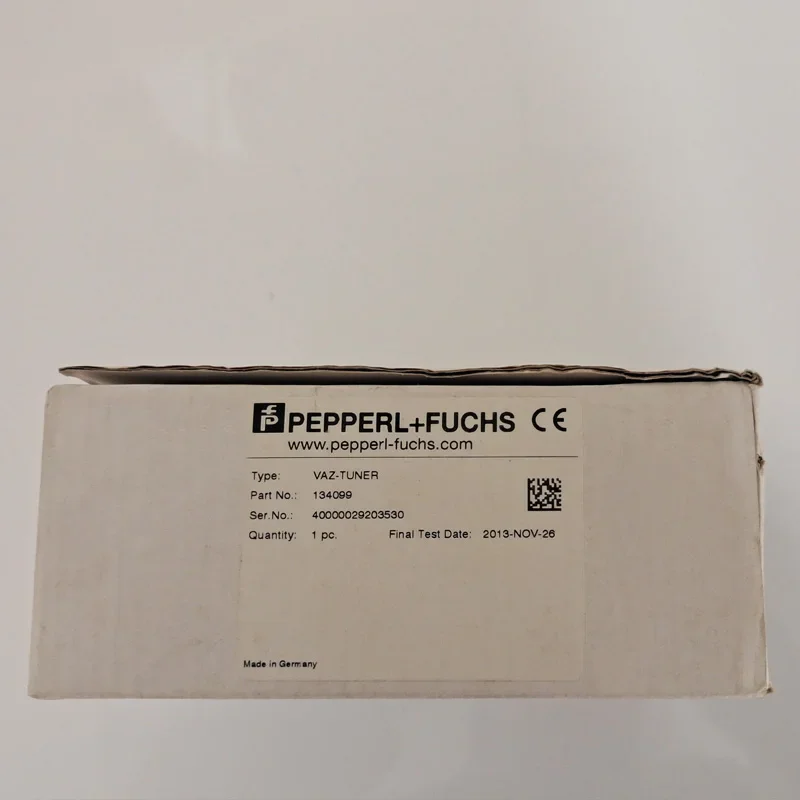 PEPPERL+FUCHS CE
www.pepperl-fuchs.com
Type: VAZ-TUNER
Part No.: 134099
Ser.No.: 40000029203530
Quantity: 1 pc. Final Test Date: 2013-NOV-26
Made in Germany